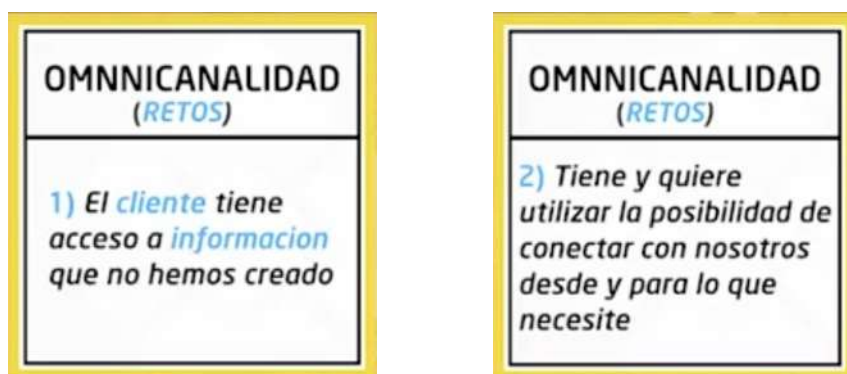 OMNNICANALIDAD
(RETOS)
1) El cliente tiene
acceso a informacion
que no hemos creado
OMNNICANALIDAD
(RETOS)
2) Tiene y quiere
utilizar la posibilidad de
conectar con nosotros
desde y para lo que
necesite